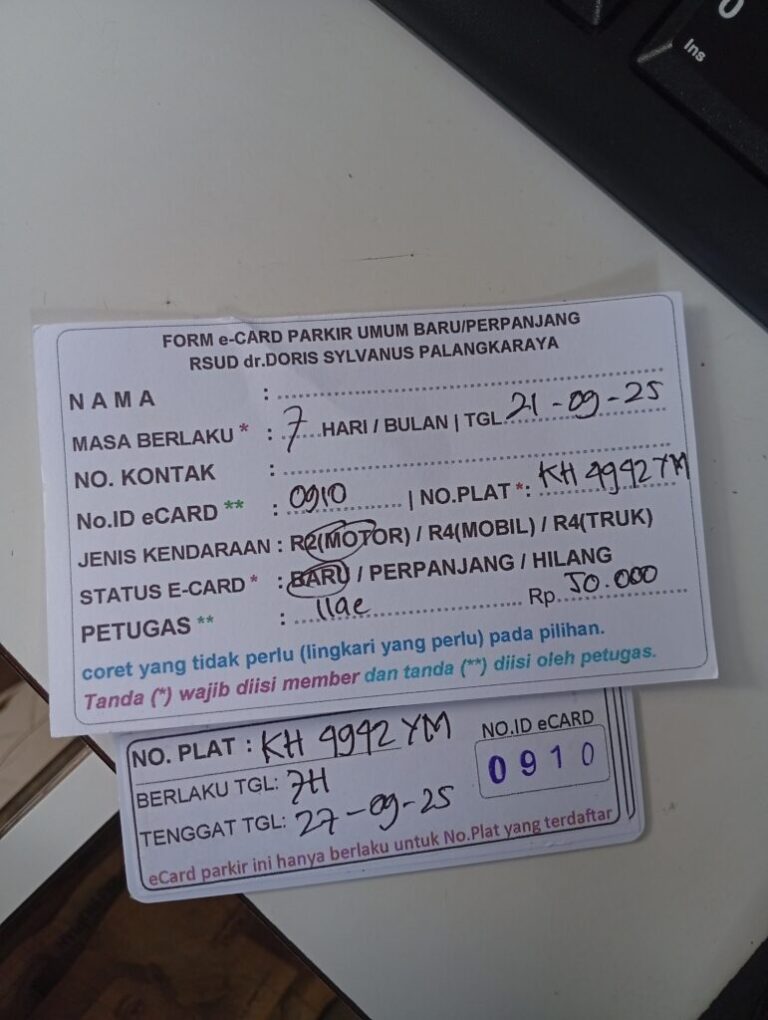 Ins
FORM e-CARD PARKIR UMUM BARU/PERPANJANG
RSUD dr.DORIS SYLVANUS PALANGKARAYA
NAMA :
MASA BERLAKU * : 7 HARI / BULAN | TGL 21-09-25
NO. KONTAK :
No.ID eCARD ** : 0910 | NO.PLAT *: KH 4942 YM
JENIS KENDARAAN : R2(MOTOR) / R4(MOBIL) / R4(TRUK)
STATUS E-CARD * : BARU / PERPANJANG / HILANG
PETUGAS ** : Rp 50.000
coret yang tidak perlu (lingkari yang perlu) pada pilihan.
Tanda (*) wajib diisi member dan tanda (**) diisi oleh petugas.
NO. PLAT : KH 4942 YM
NO.ID eCARD
0910
BERLAKU TGL: 7H
TENGGAT TGL: 27-09-25
eCard parkir ini hanya berlaku untuk No.Plat yang terdaftar